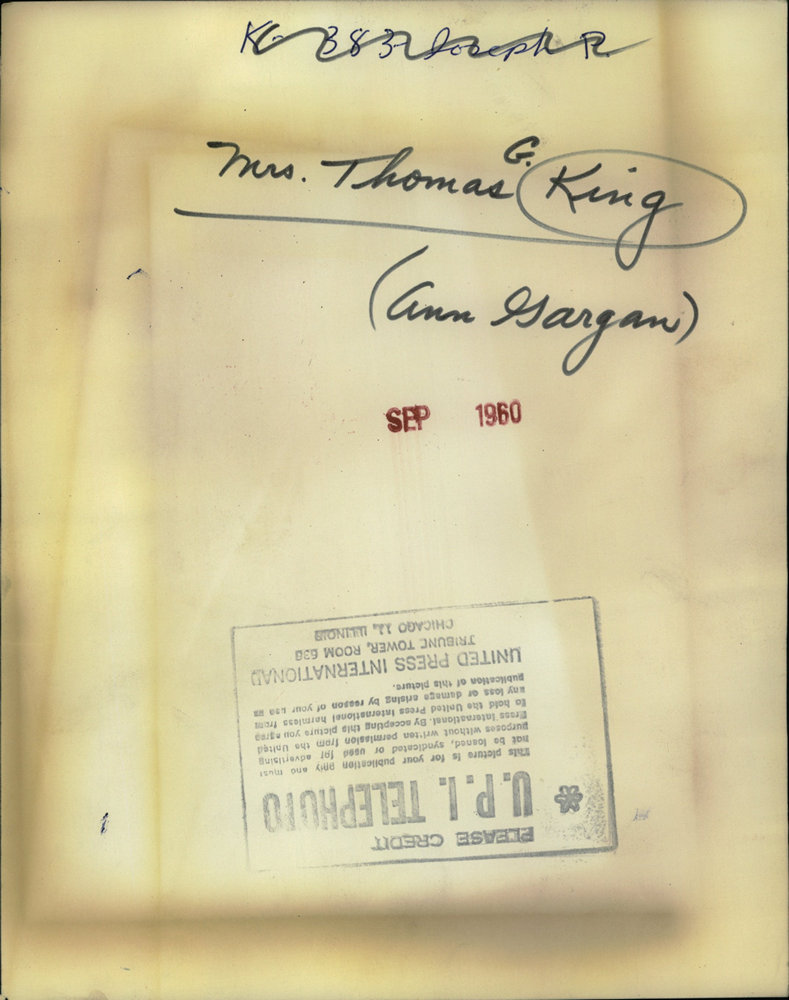 K- 383- Joseph P.
Mrs. Thomas G. King
(Ann Gargan)
SEP 1960
PLEASE CREDIT
U.P.I. TELEPHOTO
This picture is for your publication only and must
not be loaned, syndicated or used for advertising
purposes without written permission from the United
Press International. By accepting this picture you agree
to hold the United Press International harmless from
any loss or damage arising by reason of your use
publication of this picture.
UNITED PRESS INTERNATIONAL
TRIBUNE TOWER, ROOM 636
CHICAGO 11, ILLINOIS